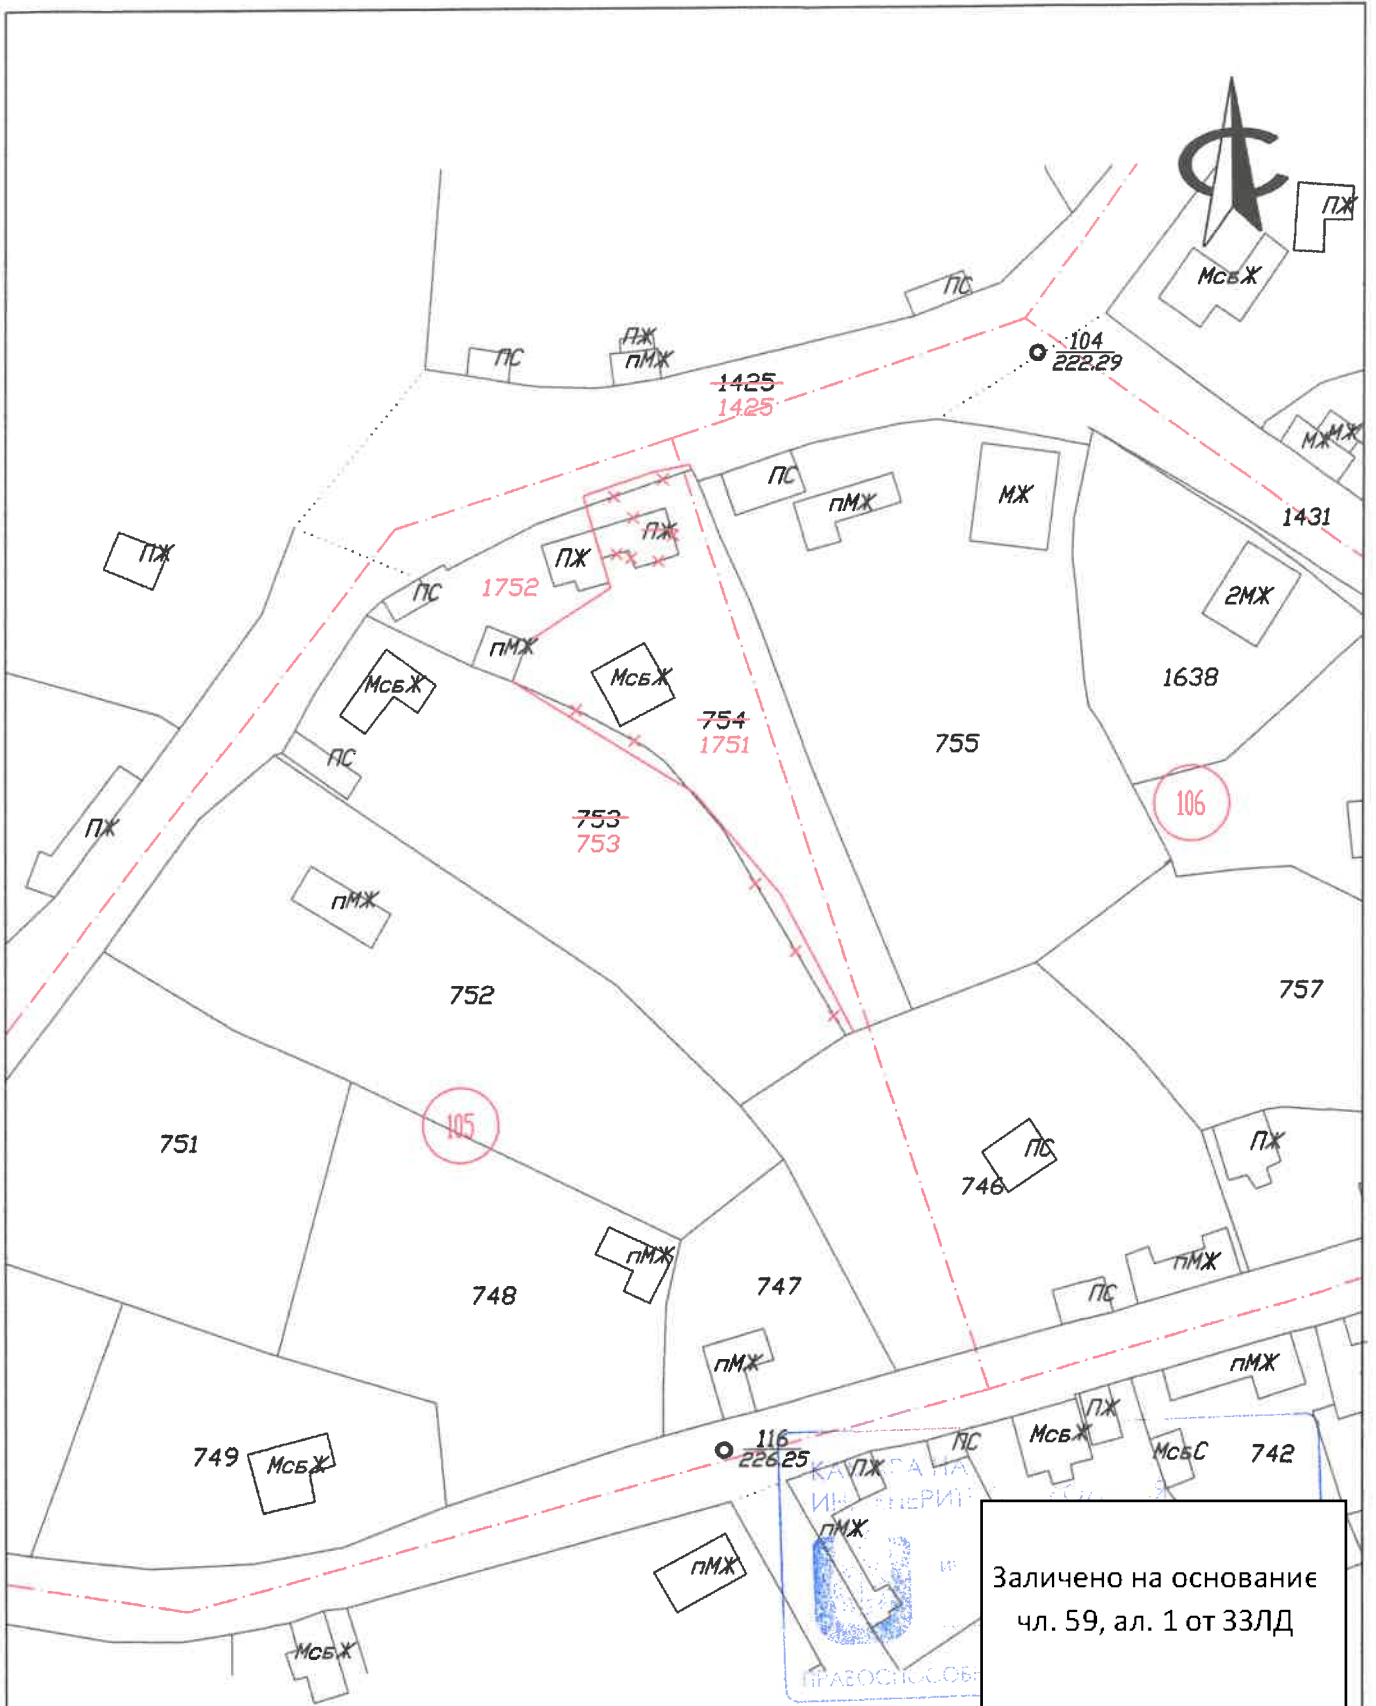 ПЖ
МсбЖ
ПС
ПЖ
ПС
пМЖ
104
222.29
1425
1425
МЖ
МЖ
ПС
пМЖ
МЖ
1431
ПЖ
ПЖ
ПЖ
1752
ПС
2МЖ
пМЖ
МсбЖ
МсбЖ
1638
754
1751
755
ПС
106
753
753
ПЖ
пМЖ
752
757
105
751
ПЖ
ПС
746
пМЖ
пМЖ
747
748
ПС
пМЖ
пМЖ
ПЖ
МсбЖ
116
226.25
ПС
МсбС
742
749
МсбЖ
ПЖ
пМЖ
пМЖ
Заличено на основание
чл. 59, ал. 1 от ЗЗЛД
МсбЖ